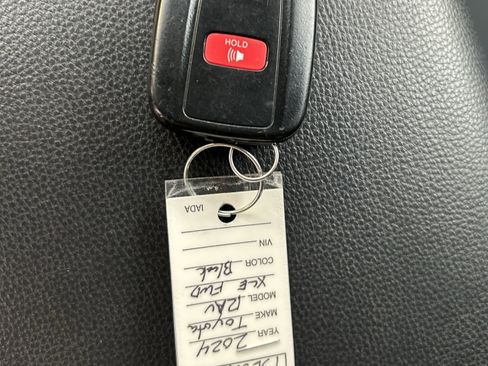 HOLD
YEAR 2024
MAKE Toyota
MODEL RAV
XLE FWD
COLOR Black
VIN
IADA